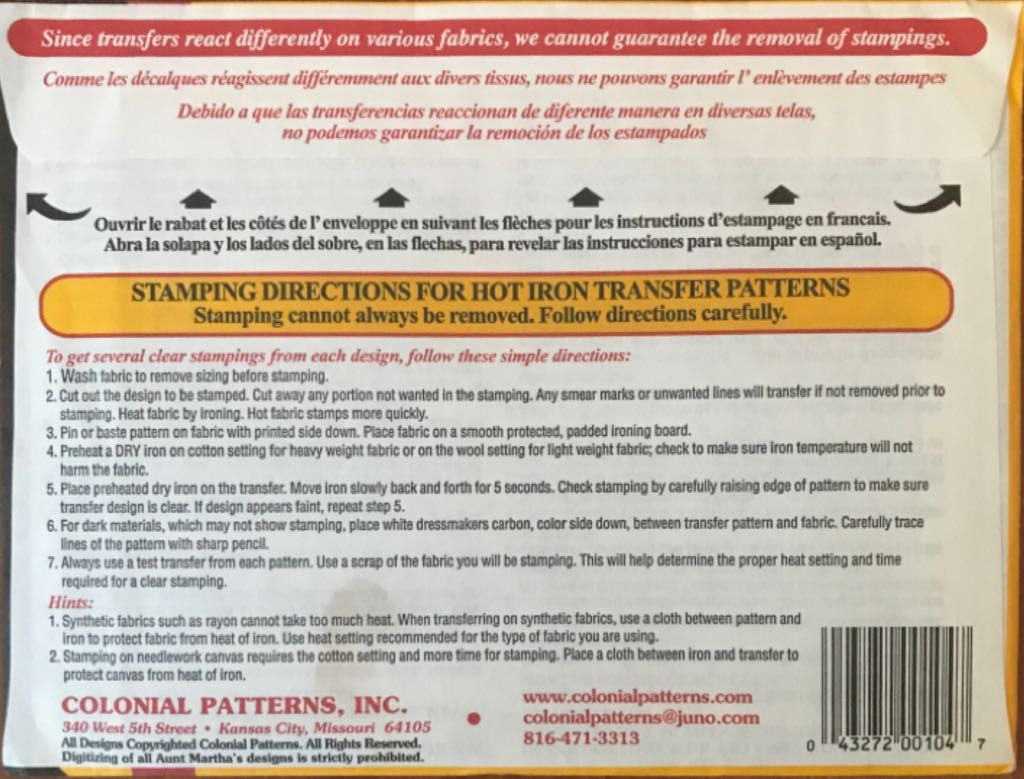 Since transfers react differently on various fabrics, we cannot guarantee the removal of stampings.
Comme les décalques réagissent différemment aux divers tissus, nous ne pouvons garantir l' enlèvement des estampes
Debido a que las transferencias reaccionan de diferente manera en diversas telas,
no podemos garantizar la remoción de los estampados
Ouvrir le rabat et les côtés de l' enveloppe en suivant les flèches pour les instructions d'estampage en francais.
Abra la solapa y los lados del sobre, en las flechas, para revelar las instrucciones para estampar en español.
STAMPING DIRECTIONS FOR HOT IRON TRANSFER PATTERNS
Stamping cannot always be removed. Follow directions carefully.
To get several clear stampings from each design, follow these simple directions:
1. Wash fabric to remove sizing before stamping.
2. Cut out the design to be stamped. Cut away any portion not wanted in the stamping. Any smear marks or unwanted lines will transfer if not removed prior to
stamping. Heat fabric by ironing. Hot fabric stamps more quickly.
3. Pin or baste pattern on fabric with printed side down. Place fabric on a smooth protected, padded ironing board.
4. Preheat a DRY iron on cotton setting for heavy weight fabric or on the wool setting for light weight fabric; check to make sure iron temperature will not
harm the fabric.
5. Place preheated dry iron on the transfer. Move iron slowly back and forth for 5 seconds. Check stamping by carefully raising edge of pattern to make sure
transfer design is clear. If design appears faint, repeat step 5.
6. For dark materials, which may not show stamping, place white dressmakers carbon, color side down, between transfer pattern and fabric. Carefully trace
lines of the pattern with sharp pencil.
7. Always use a test transfer from each pattern. Use a scrap of the fabric you will be stamping. This will help determine the proper heat setting and time
required for a clear stamping.
Hints:
1. Synthetic fabrics such as rayon cannot take too much heat. When transferring on synthetic fabrics, use a cloth between pattern and
iron to protect fabric from heat of iron. Use heat setting recommended for the type of fabric you are using.
2. Stamping on needlework canvas requires the cotton setting and more time for stamping. Place a cloth between iron and transfer to
protect canvas from heat of iron.
COLONIAL PATTERNS, INC.
340 West 5th Street • Kansas City, Missouri 64105
All Designs Copyrighted Colonial Patterns. All Rights Reserved.
Digitizing of all Aunt Martha's designs is strictly prohibited.
www.colonialpatterns.com
colonialpatterns@juno.com
816-471-3313
0 43272 00104 7